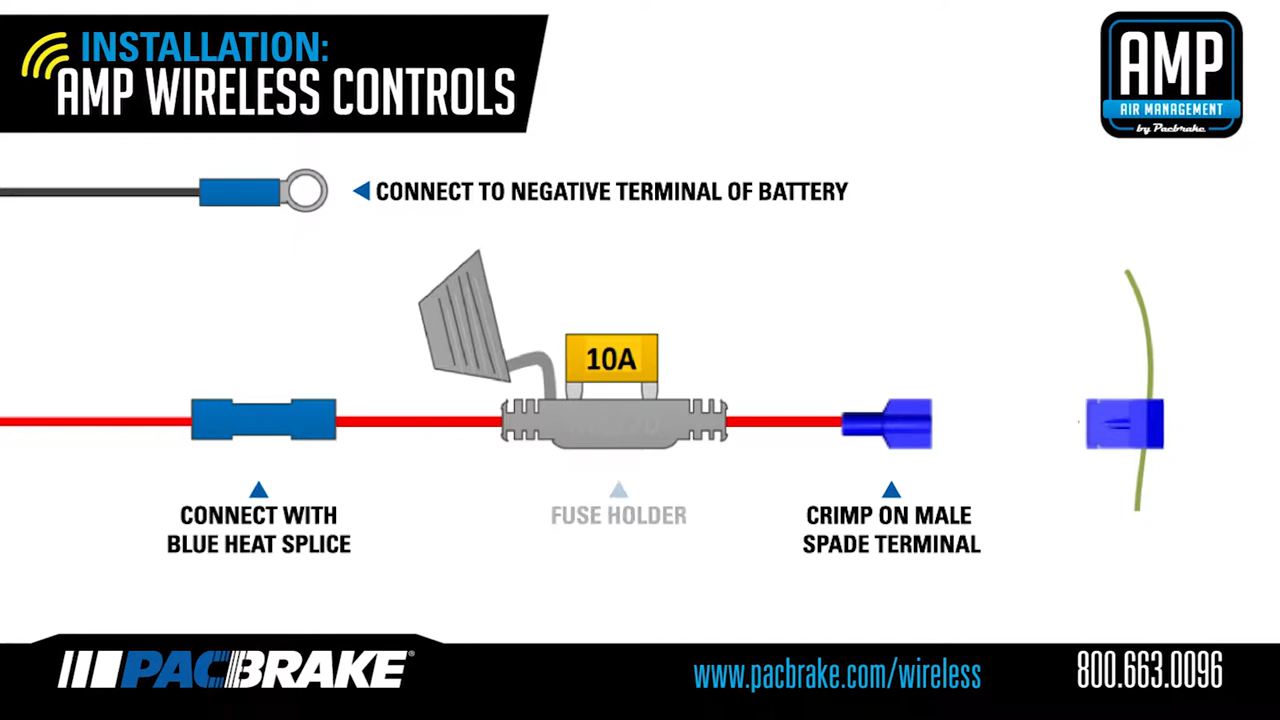 INSTALLATION:
AMP WIRELESS CONTROLS
AMP
AIR MANAGEMENT
by Pacbrake
CONNECT TO NEGATIVE TERMINAL OF BATTERY
10A
CONNECT WITH
BLUE HEAT SPLICE
FUSE HOLDER
CRIMP ON MALE
SPADE TERMINAL
PACBRAKE®
www.pacbrake.com/wireless
800.663.0096